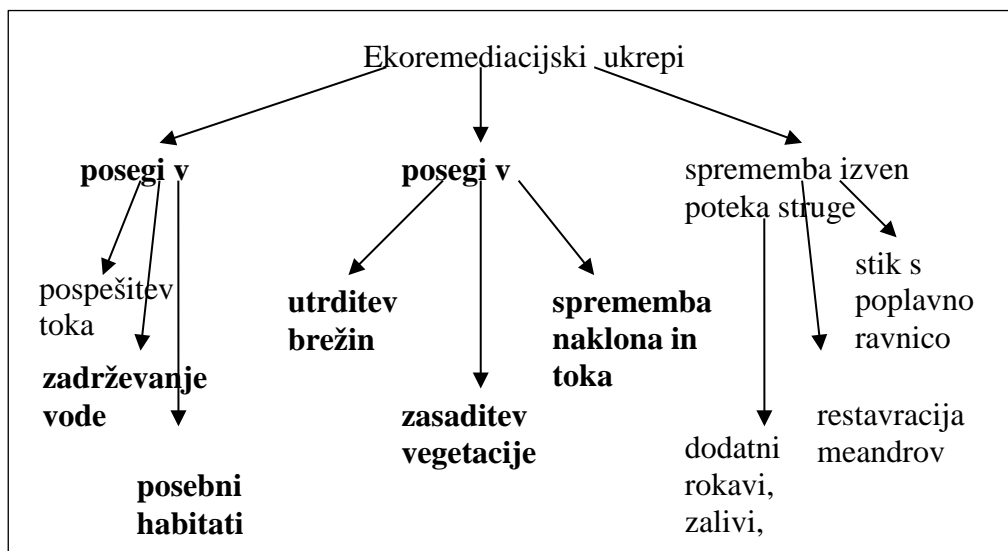 Ekoremediacijski ukrepi
posegi v
posegi v
sprememba izven
poteka struge
pospešitev
toka
zadrževanje
vode
posebni
habitati
utrditev
brežin
zasaditev
vegetacije
sprememba
naklona in
toka
dodatni
rokavi,
zalivi,
restavracija
meandrov
stik s
poplavno
ravnico